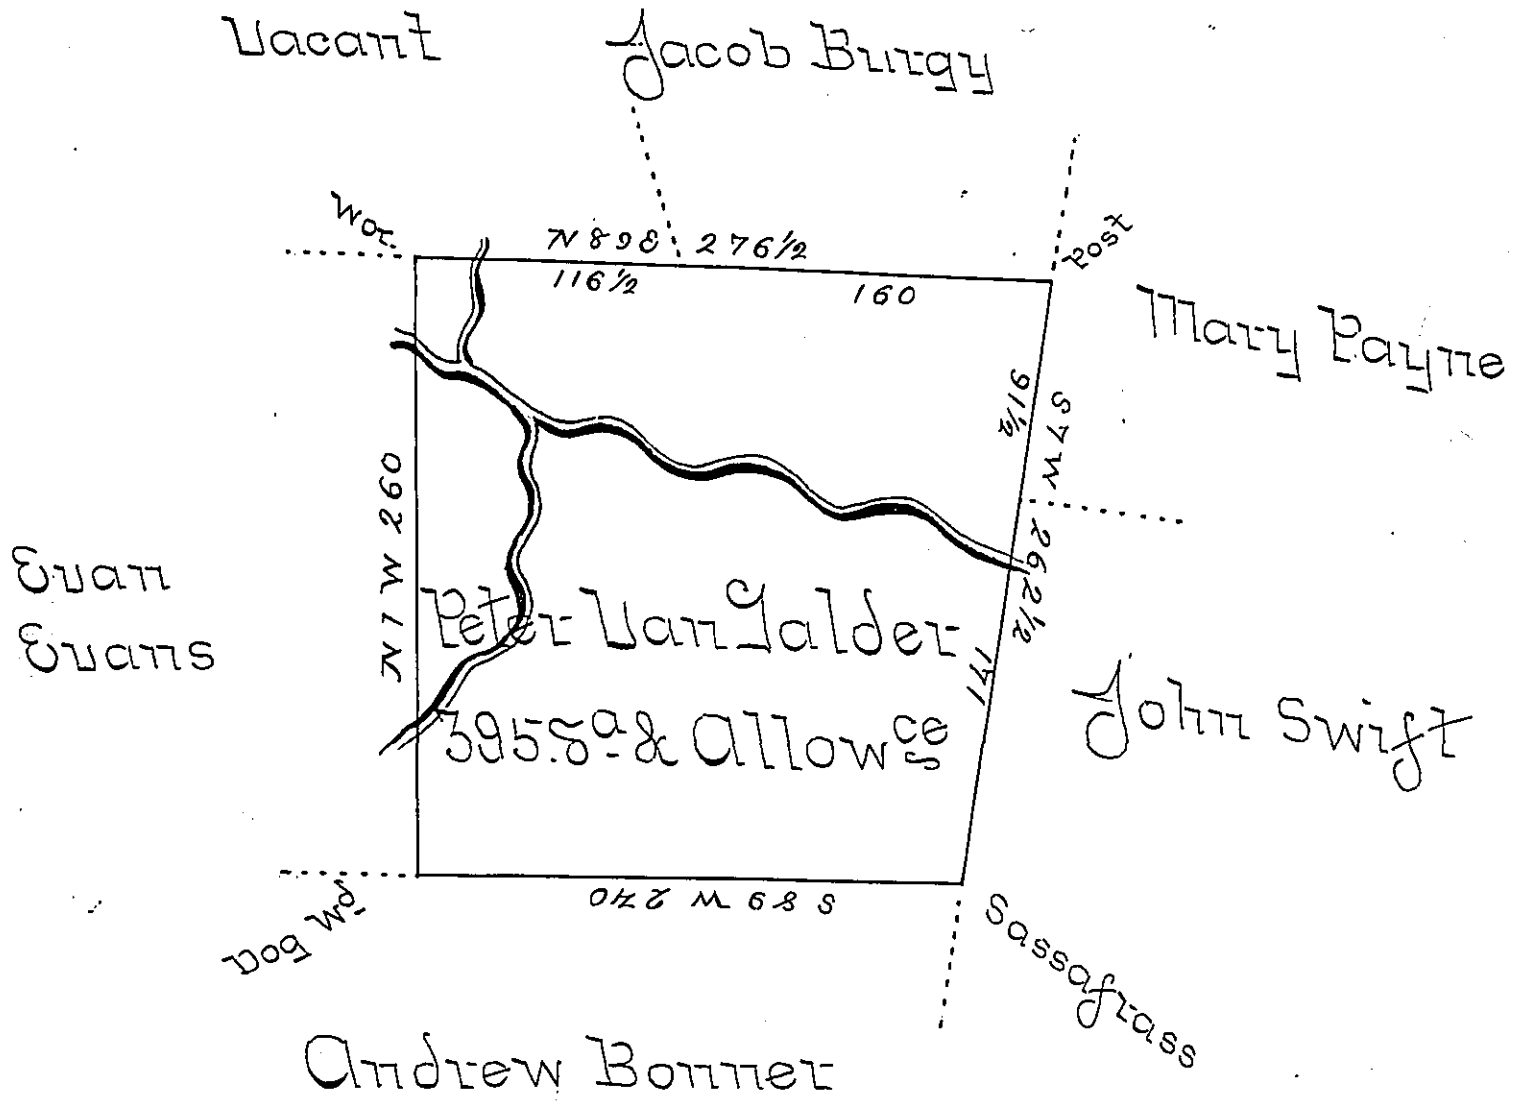 Vacant
Jacob Burgy
Wor.
N 89 E 276½
Post
116½
160
Mary Payne
91½
S 7 W 262½
N 1 W 260
Evan
Evans
Peter Van Galder
171
395.8a & Allowces
John Swift
S 89 W 240
Dog Wd
Sassafrass
Andrew Bonner